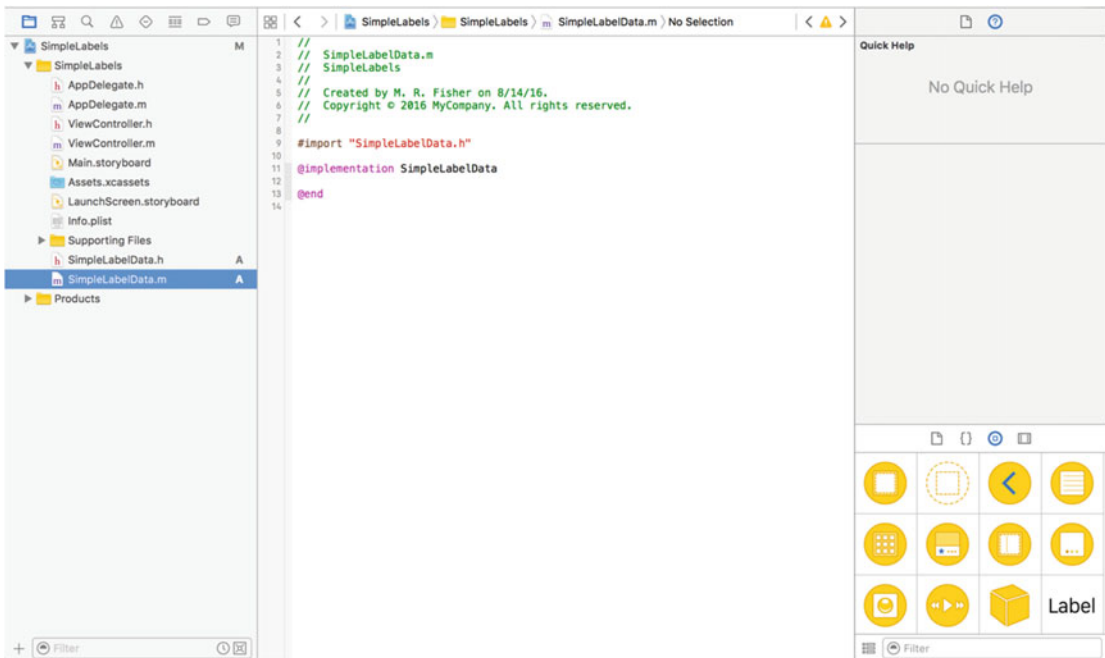 SimpleLabels M
SimpleLabels
h AppDelegate.h
m AppDelegate.m
h ViewController.h
m ViewController.m
Main.storyboard
Assets.xcassets
LaunchScreen.storyboard
Info.plist
Supporting Files
h SimpleLabelData.h A
m SimpleLabelData.m A
Products
Filter
SimpleLabels SimpleLabels m SimpleLabelData.m No Selection
1 //
2 // SimpleLabelData.m
3 // SimpleLabels
4 //
5 // Created by M. R. Fisher on 8/14/16.
6 // Copyright © 2016 MyCompany. All rights reserved.
7 //
8
9 #import "SimpleLabelData.h"
10
11 @implementation SimpleLabelData
12
13 @end
14
Quick Help
No Quick Help
{}
Label
Filter